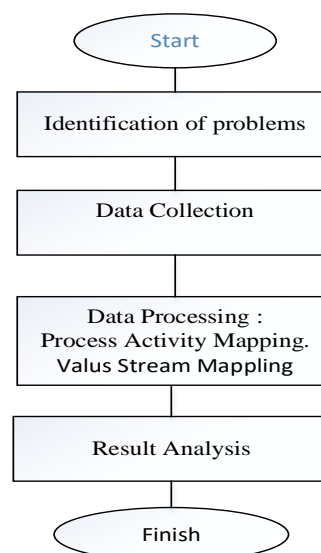 Start
Identification of problems
Data Collection
Data Processing :
Process Activity Mapping.
Valus Stream Mappling
Result Analysis
Finish